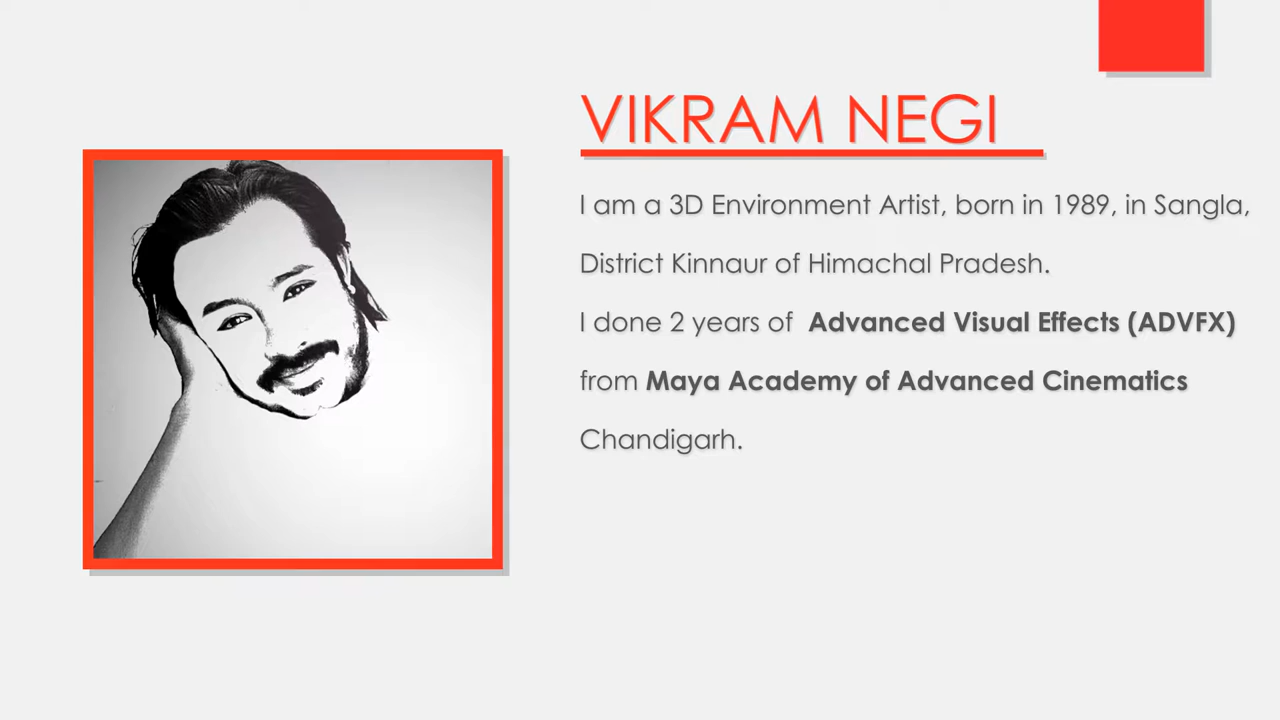 VIKRAM NEGI
I am a 3D Environment Artist, born in 1989, in Sangla,
District Kinnaur of Himachal Pradesh.
I done 2 years of Advanced Visual Effects (ADVFX)
from Maya Academy of Advanced Cinematics
Chandigarh.